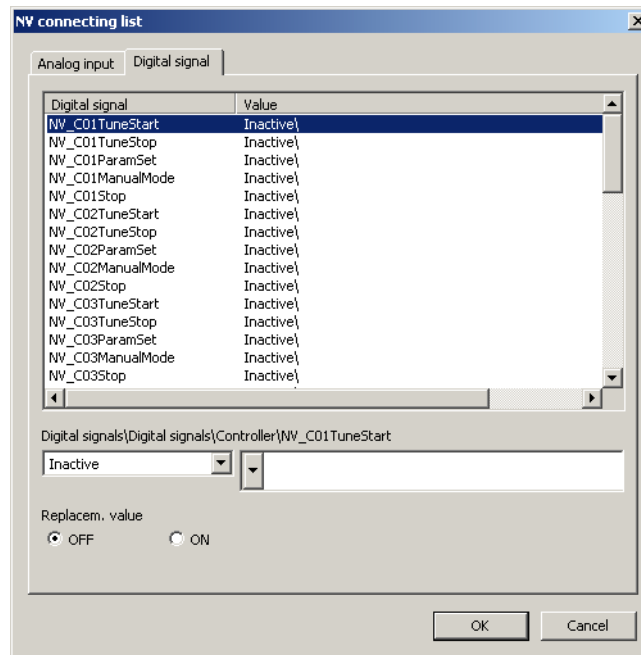 NV connecting list
Analog input Digital signal
Digital signal Value
NV_C01TuneStart Inactive\
NV_C01TuneStop Inactive\
NV_C01ParamSet Inactive\
NV_C01ManualMode Inactive\
NV_C01Stop Inactive\
NV_C02TuneStart Inactive\
NV_C02TuneStop Inactive\
NV_C02ParamSet Inactive\
NV_C02ManualMode Inactive\
NV_C02Stop Inactive\
NV_C03TuneStart Inactive\
NV_C03TuneStop Inactive\
NV_C03ParamSet Inactive\
NV_C03ManualMode Inactive\
NV_C03Stop Inactive\
Digital signals\Digital signals\Controller\NV_C01TuneStart
Inactive
Replacem. value
OFF ON
OK Cancel